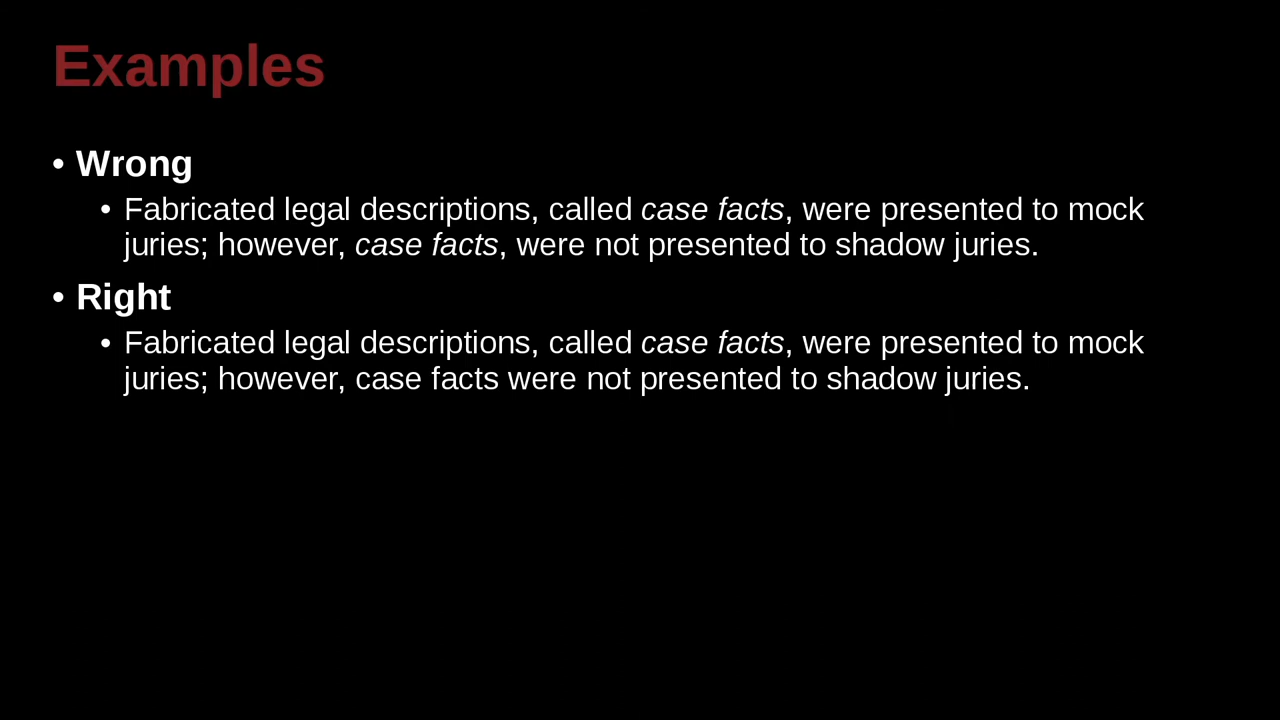 Examples
• Wrong
• Fabricated legal descriptions, called case facts, were presented to mock
juries; however, case facts, were not presented to shadow juries.
• Right
• Fabricated legal descriptions, called case facts, were presented to mock
juries; however, case facts were not presented to shadow juries.